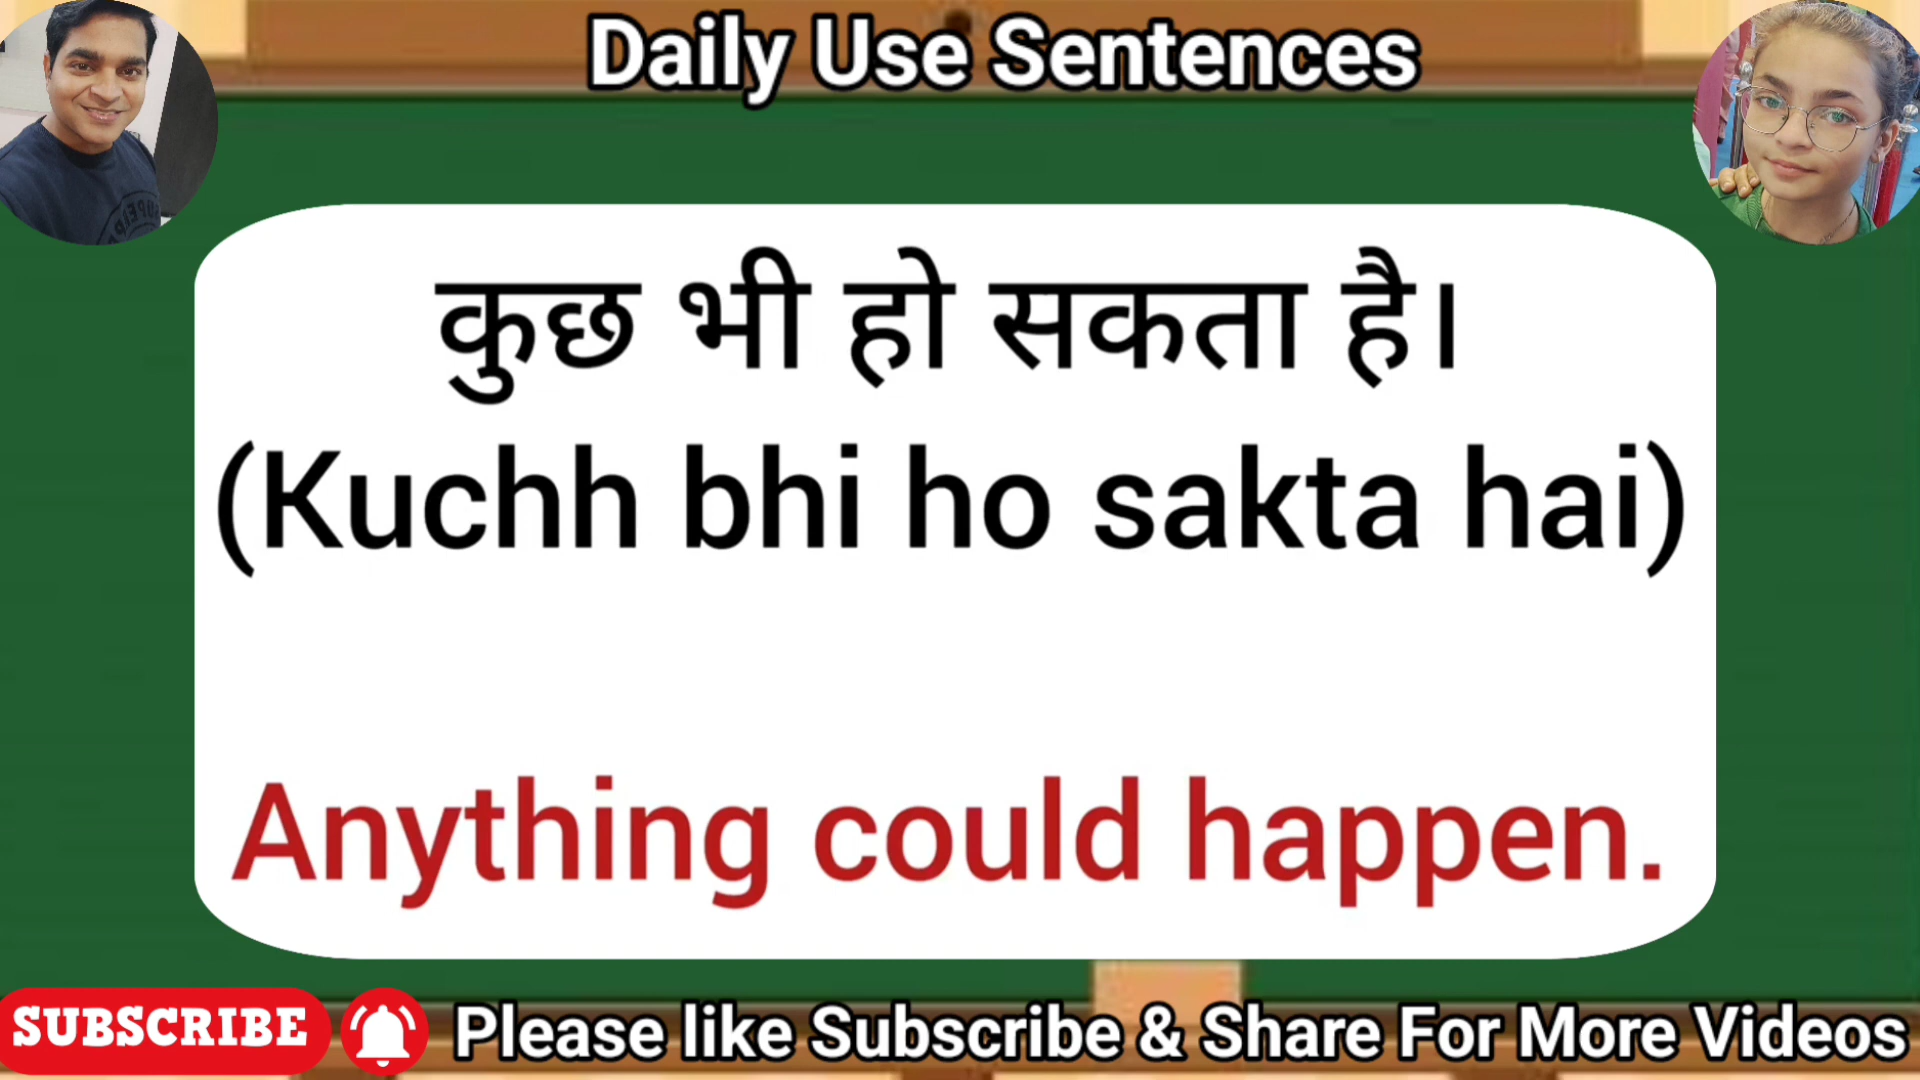 Daily Use Sentences
कुछ भी हो सकता है।
(Kuchh bhi ho sakta hai)
Anything could happen.
SUBSCRIBE
Please like Subscribe & Share For More Videos